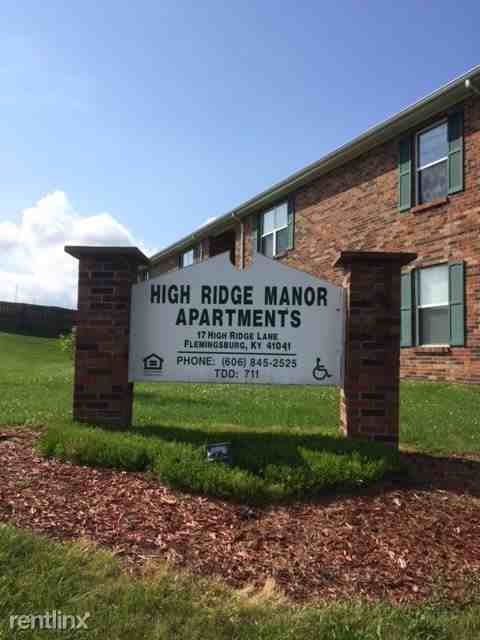 HIGH RIDGE MANOR
APARTMENTS
17 HIGH RIDGE LANE
FLEMINGSBURG, KY 41041
PHONE: (606) 845-2525
TDD: 711
rentlinx